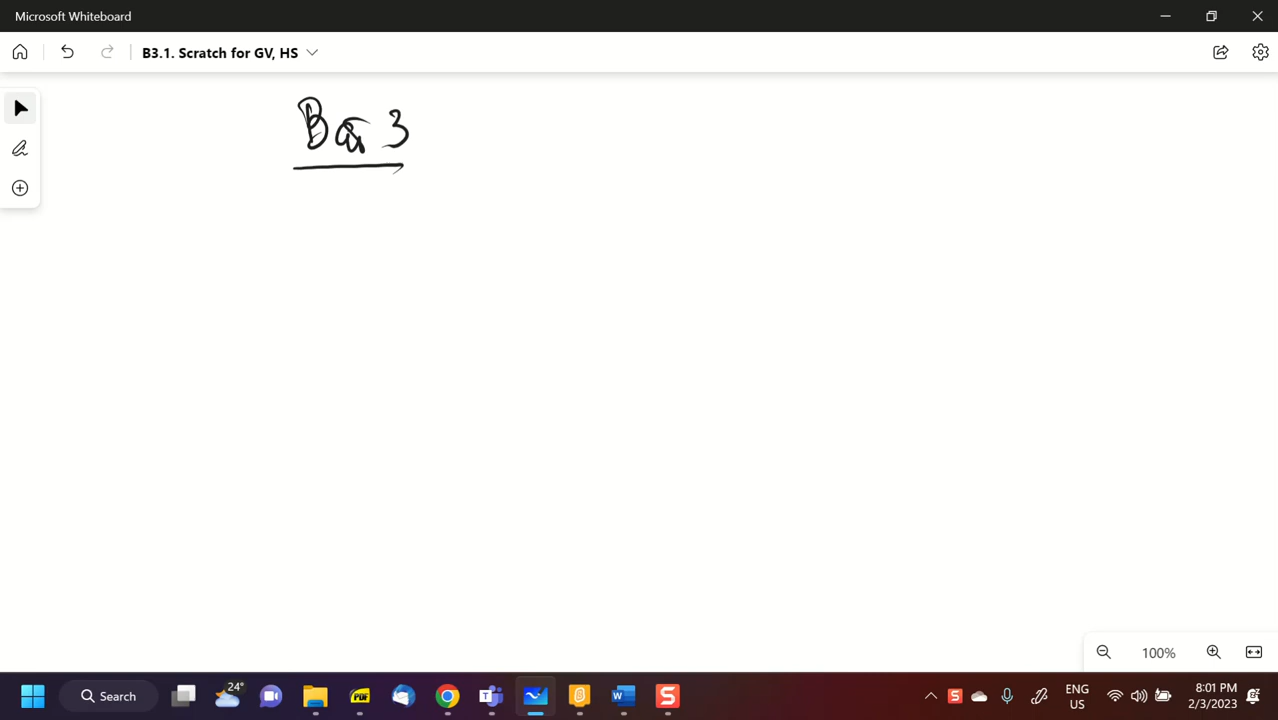 Microsoft Whiteboard
B3.1. Scratch for GV, HS
Bài 3
100%
24°
Search
PDF
ENG
US
8:01 PM
2/3/2023